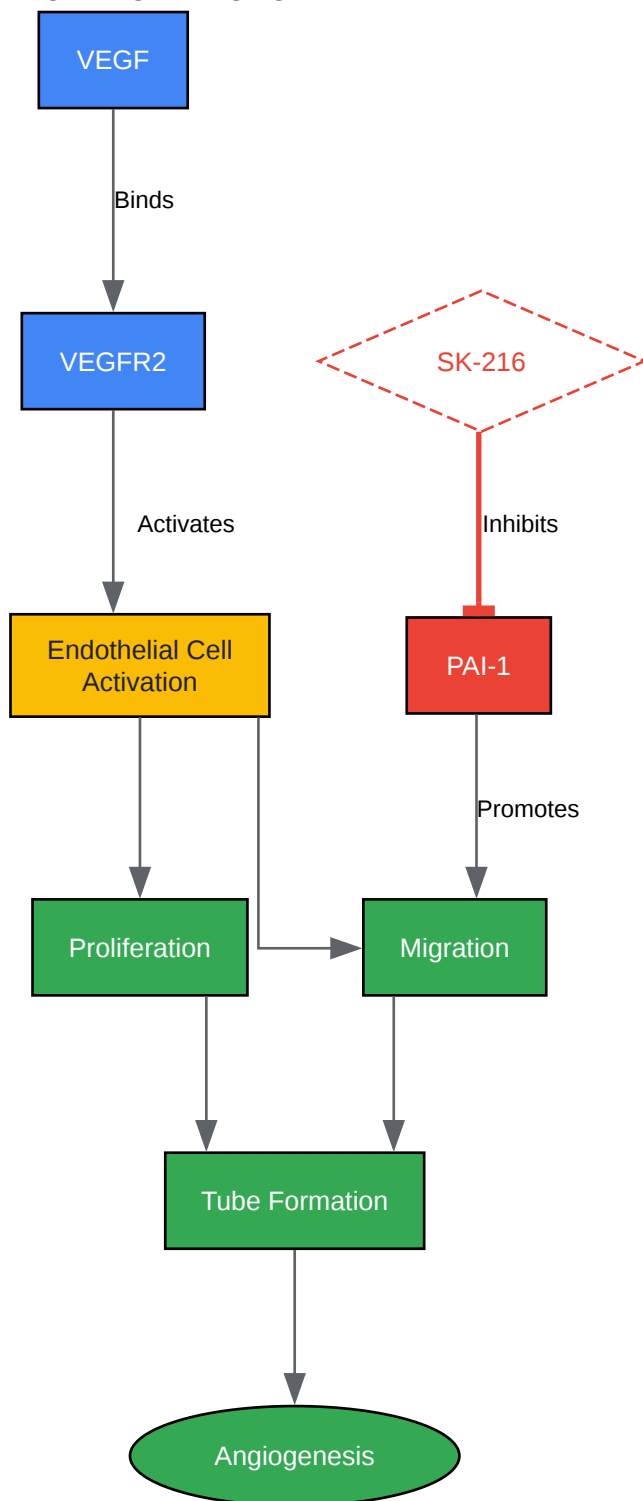 VEGF
Binds
VEGFR2
SK-216
Activates
Inhibits
Endothelial Cell
Activation
PAI-1
Promotes
Proliferation
Migration
Tube Formation
Angiogenesis